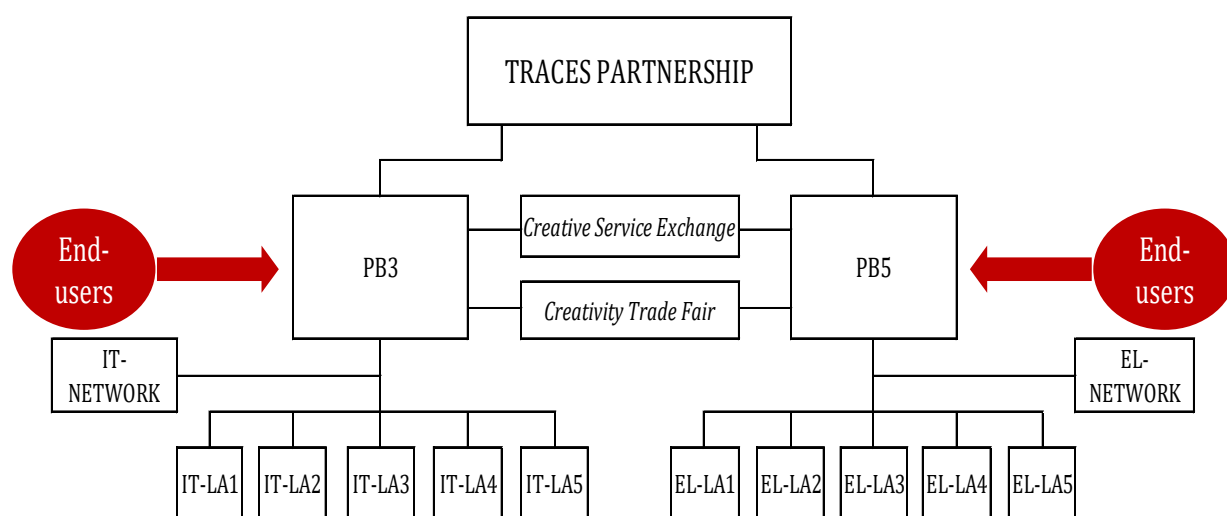 TRACES PARTNERSHIP
Creative Service Exchange
End-
users
PB3
PB5
End-
users
Creativity Trade Fair
IT-
NETWORK
EL-
NETWORK
IT-LA1
IT-LA2
IT-LA3
IT-LA4
IT-LA5
EL-LA1
EL-LA2
EL-LA3
EL-LA4
EL-LA5